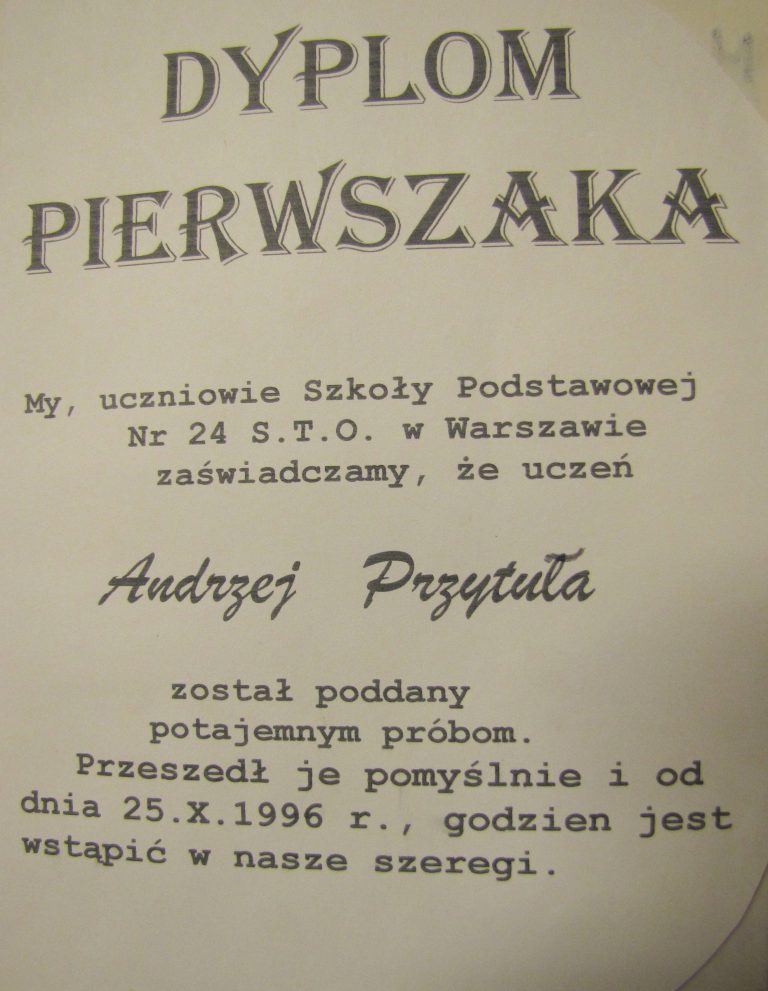 DYPLOM
PIERWSZAKA
My, uczniowie Szkoły Podstawowej
Nr 24 S.T.O. w Warszawie
zaświadczamy, że uczeń
Andrzej Przytuła
został poddany
potajemnym próbom.
Przeszedł je pomyślnie i od
dnia 25.X.1996 r., godzien jest
wstąpić w nasze szeregi.